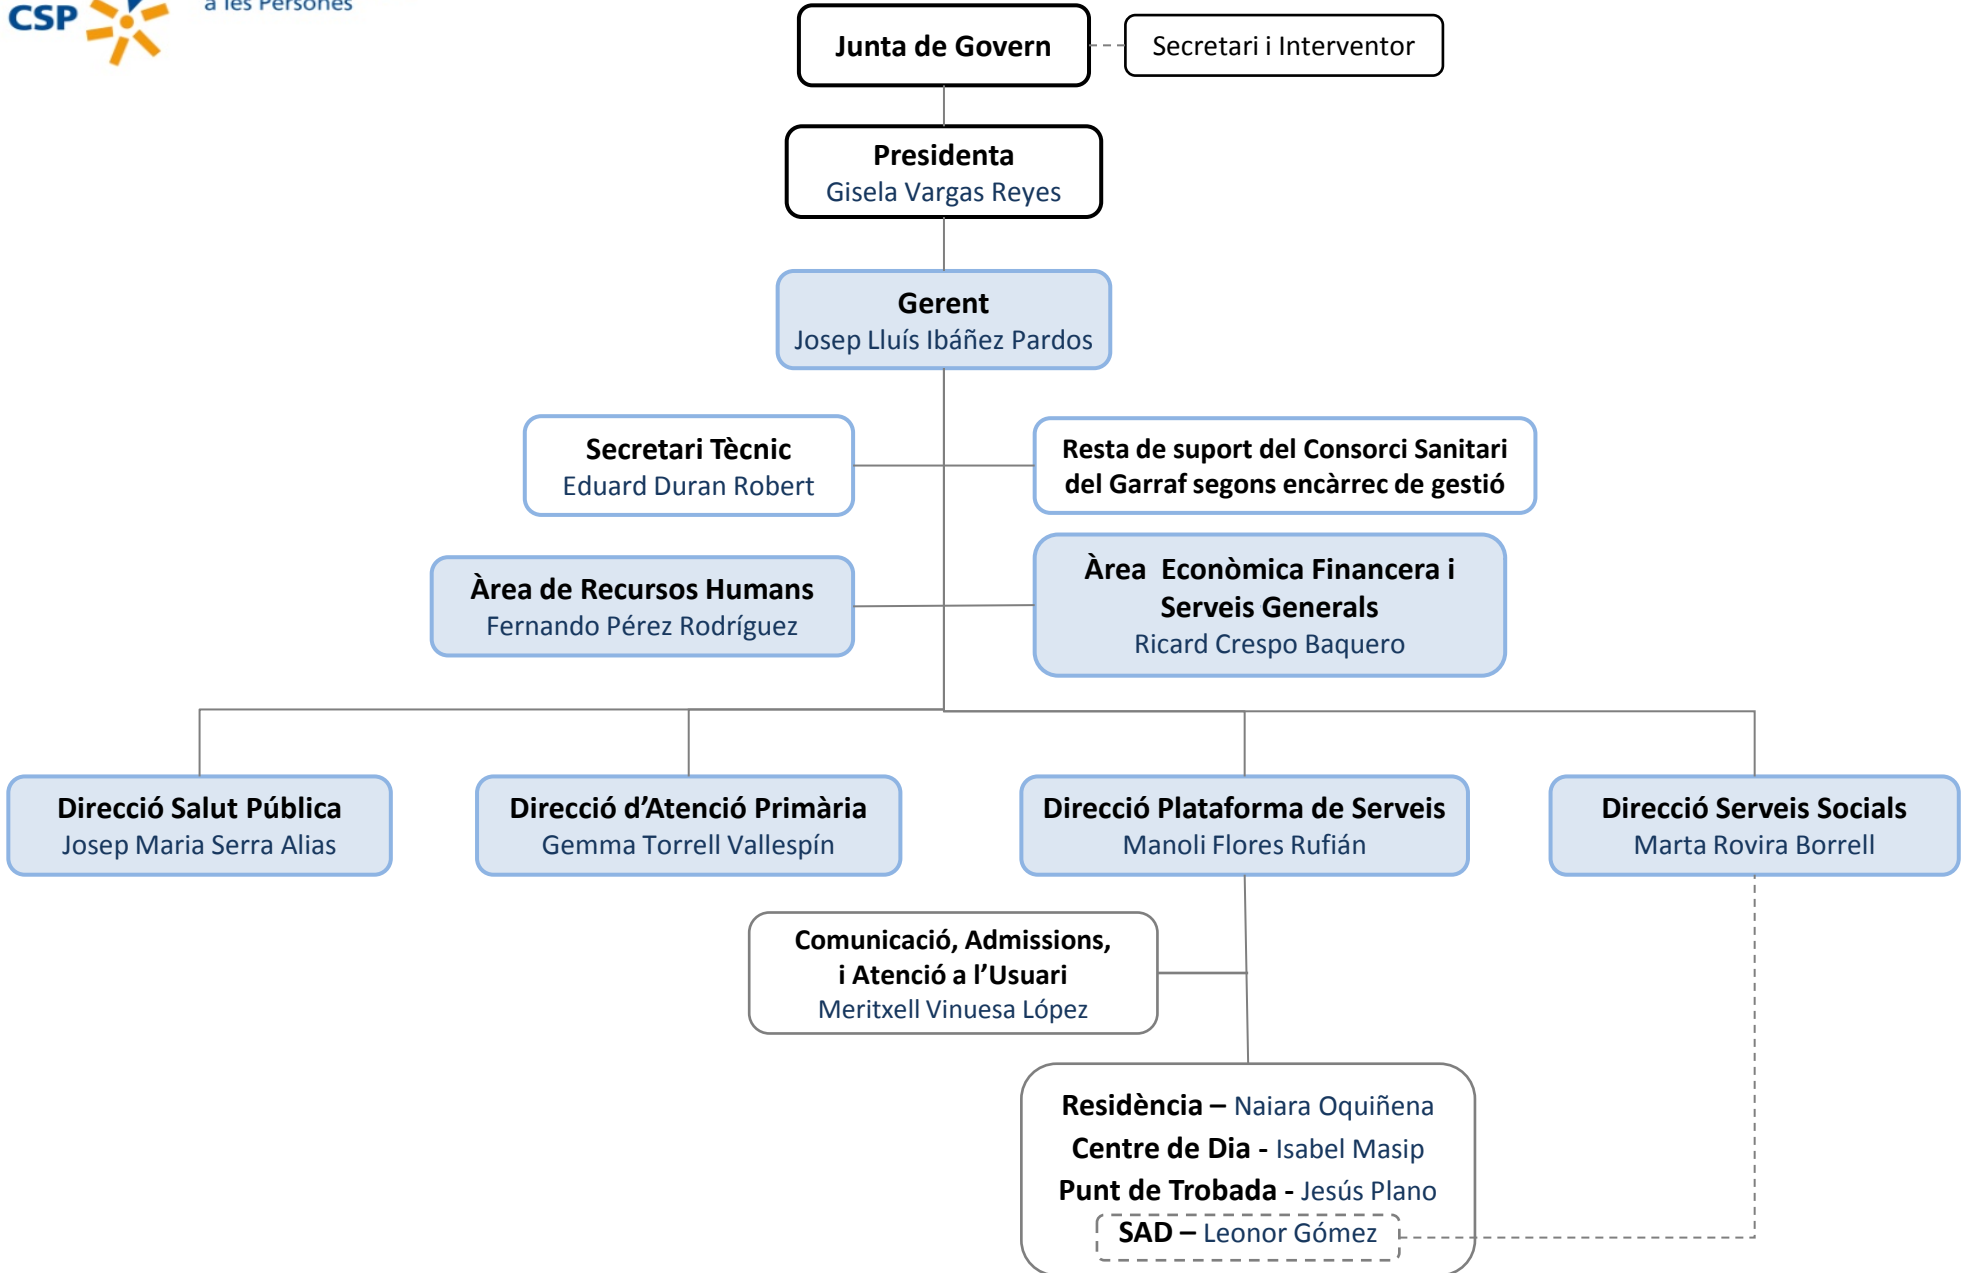 a les Persones
CSP
Junta de Govern
Secretari i Interventor
Presidenta
Gisela Vargas Reyes
Gerent
Josep Lluís Ibáñez Pardos
Secretari Tècnic
Eduard Duran Robert
Resta de suport del Consorci Sanitari
del Garraf segons encàrrec de gestió
Àrea de Recursos Humans
Fernando Pérez Rodríguez
Àrea  Econòmica Financera i
Serveis Generals
Ricard Crespo Baquero
Direcció Salut Pública
Josep Maria Serra Alias
Direcció d’Atenció Primària
Gemma Torrell Vallespín
Direcció Plataforma de Serveis
Manoli Flores Rufián
Direcció Serveis Socials
Marta Rovira Borrell
Comunicació, Admissions,
i Atenció a l’Usuari
Meritxell Vinuesa López
Residència – Naiara Oquiñena
Centre de Dia - Isabel Masip
Punt de Trobada - Jesús Plano
SAD – Leonor Gómez